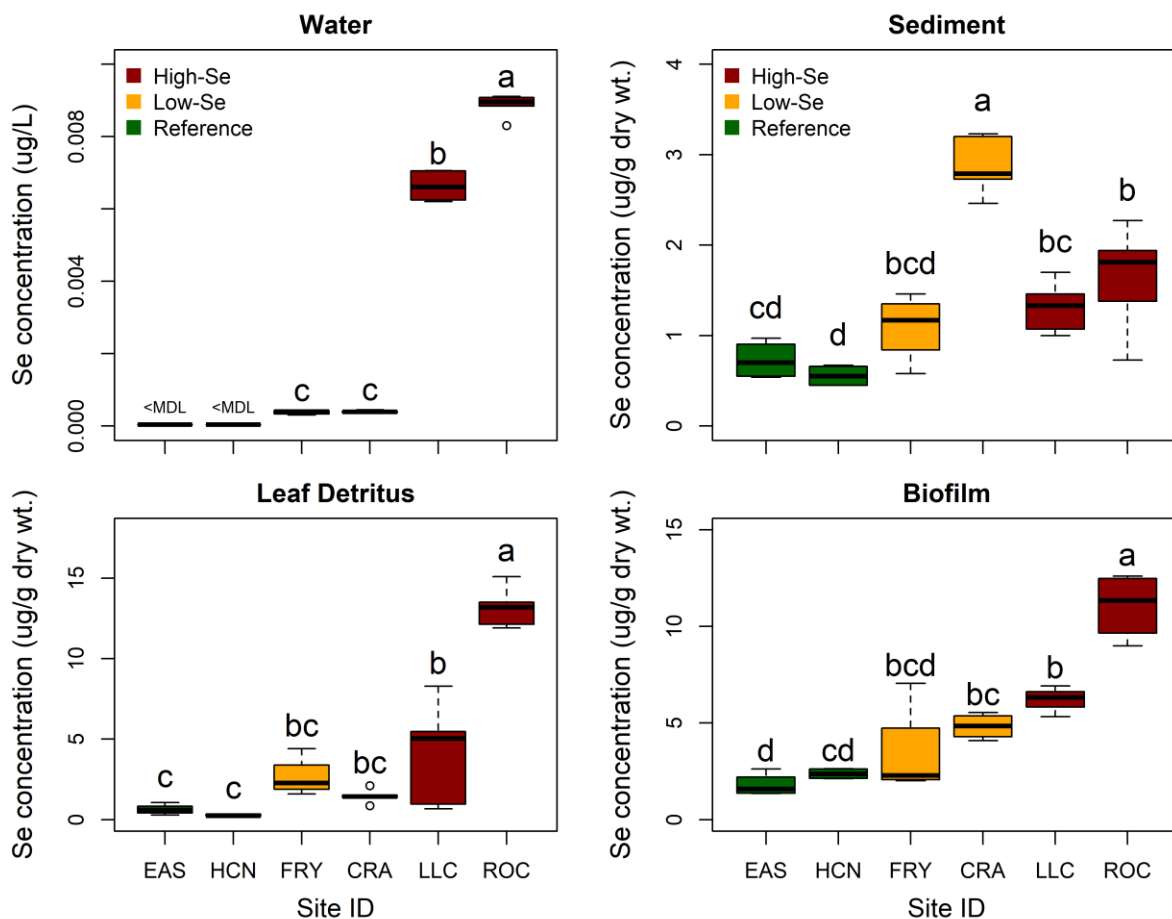 Water
Se concentration (ug/L)
0.000
0.004
0.008
High-Se
Low-Se
Reference
<MDL
<MDL
c
c
b
a
Sediment
Se concentration (ug/g dry wt.)
0
1
2
3
4
High-Se
Low-Se
Reference
cd
d
bcd
a
bc
b
Leaf Detritus
Se concentration (ug/g dry wt.)
0
5
10
15
c
c
bc
bc
b
a
EAS
HCN
FRY
CRA
LLC
ROC
Site ID
Biofilm
Se concentration (ug/g dry wt.)
0
5
10
15
d
cd
bcd
bc
b
a
EAS
HCN
FRY
CRA
LLC
ROC
Site ID